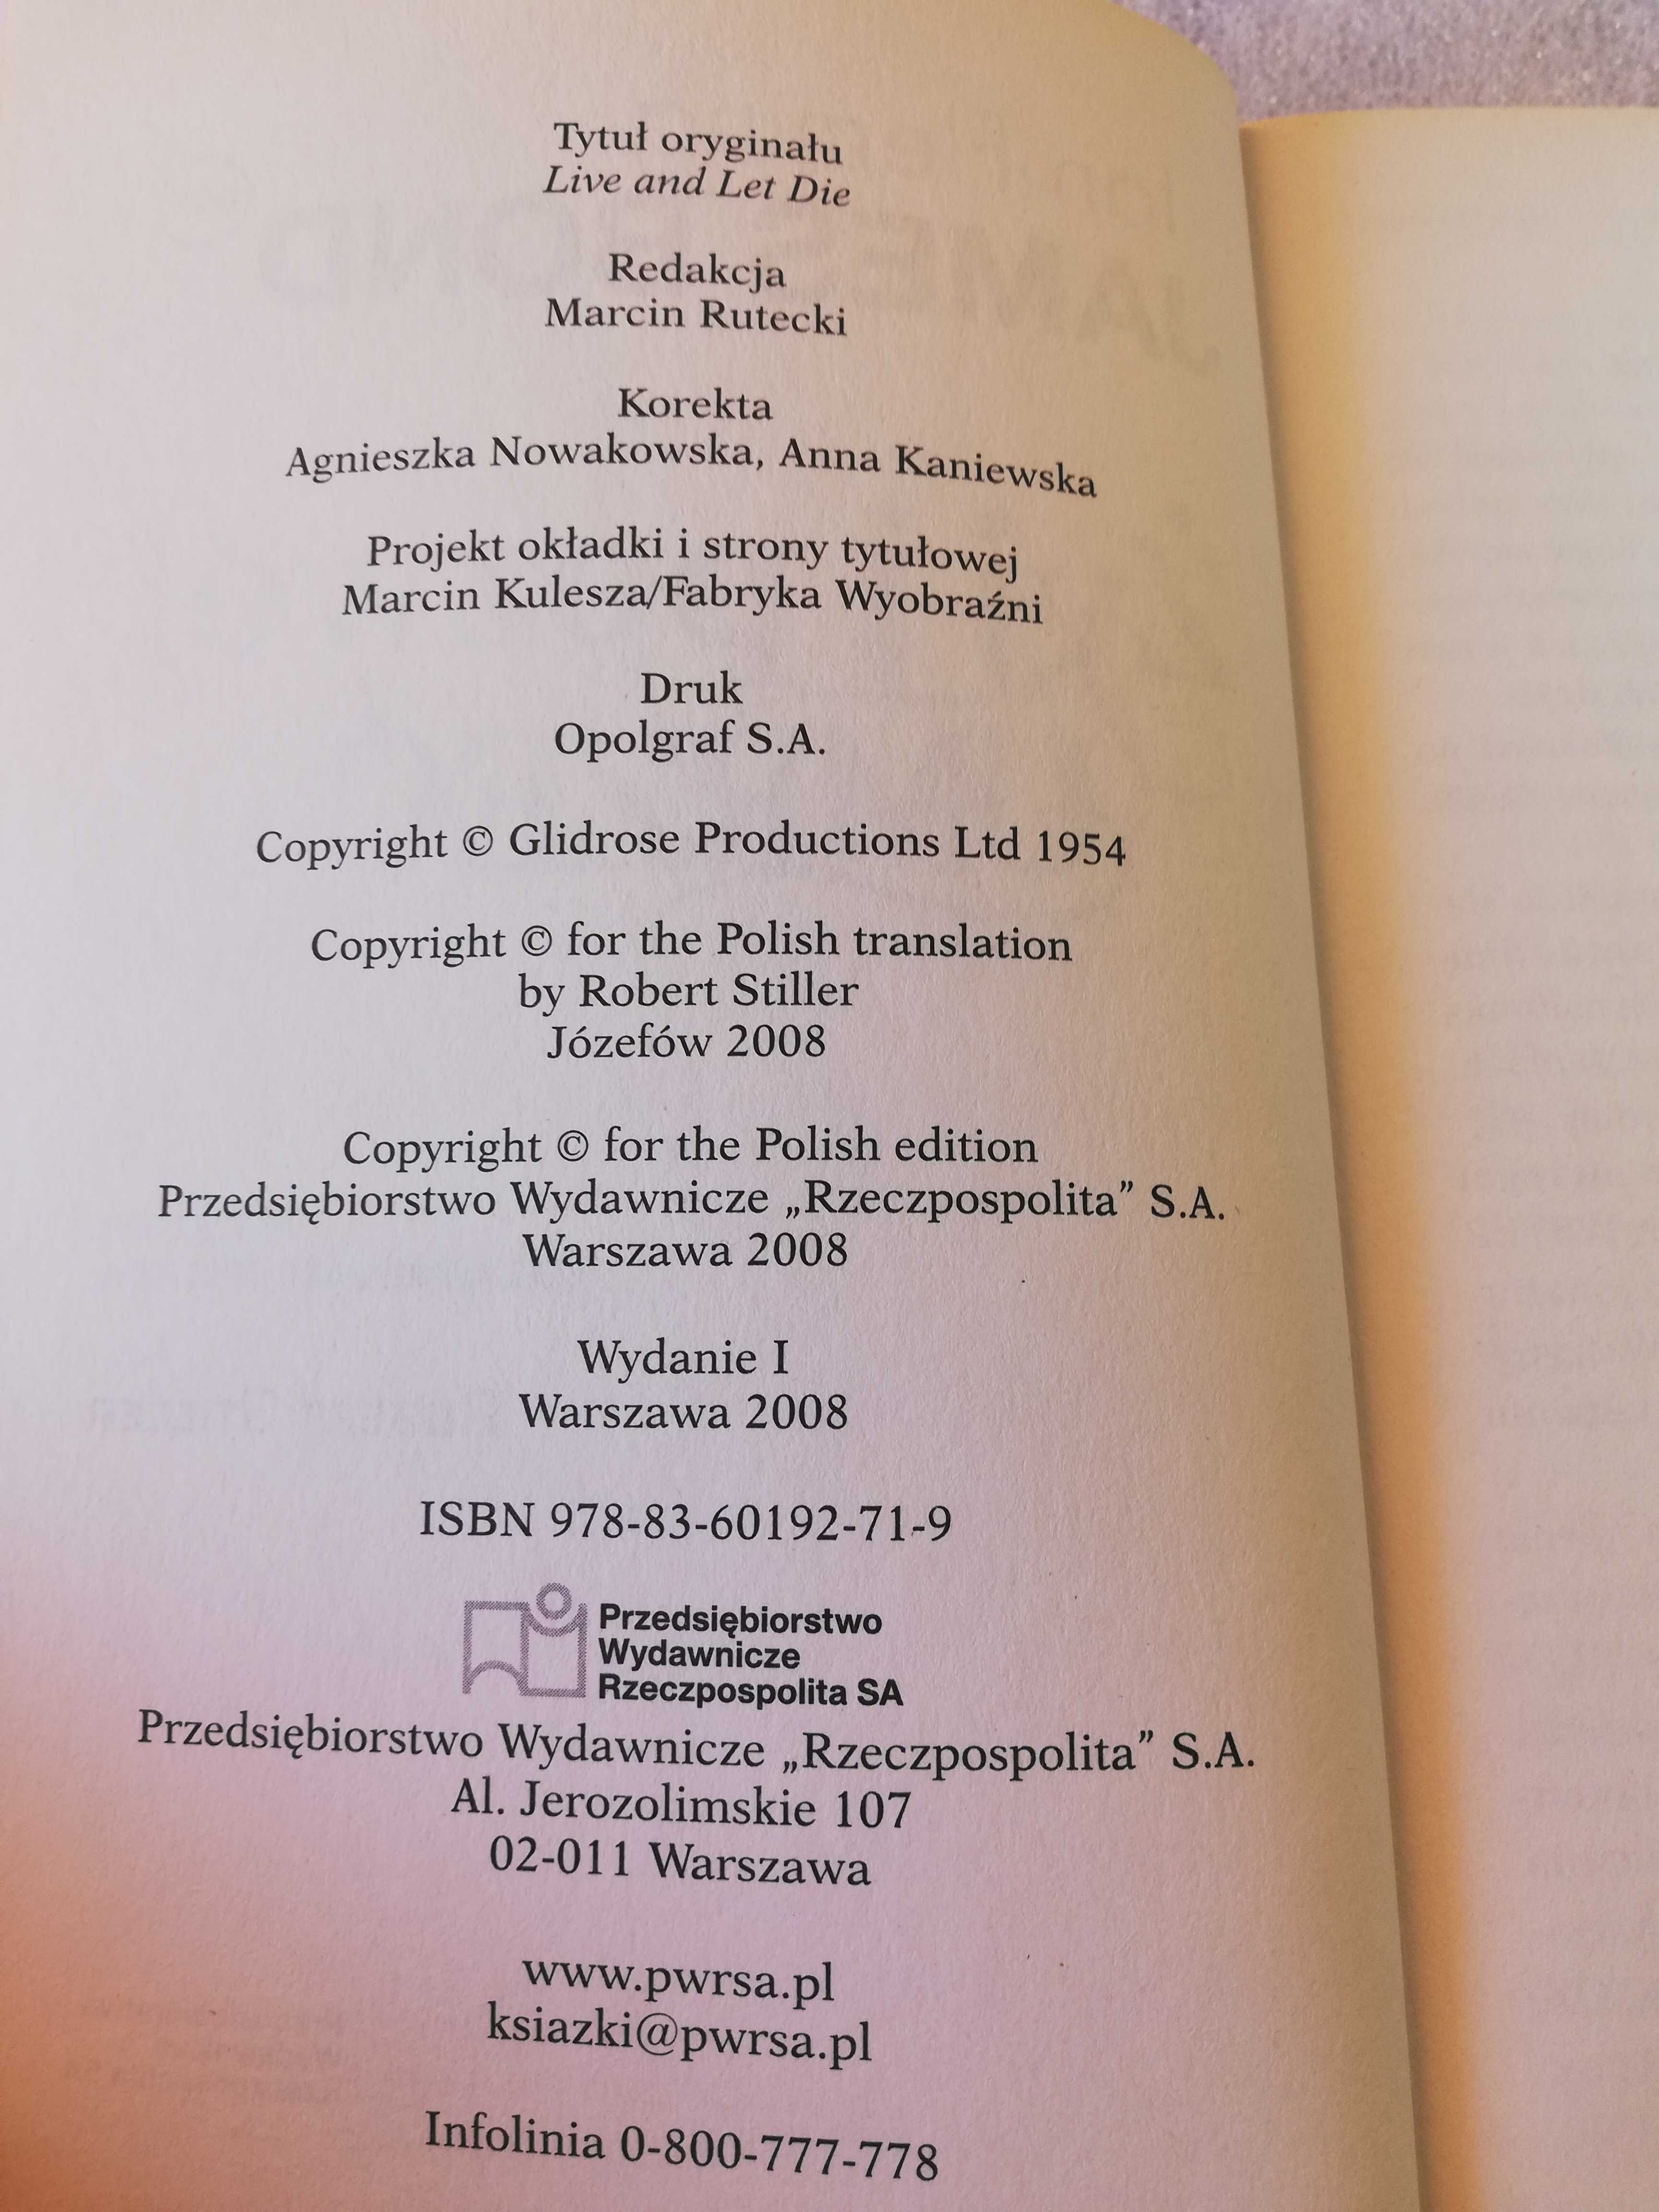 Tytuł oryginału
Live and Let Die
Redakcja
Marcin Rutecki
Korekta
Agnieszka Nowakowska, Anna Kaniewska
Projekt okładki i strony tytułowej
Marcin Kulesza/Fabryka Wyobraźni
Druk
Opolgraf S.A.
Copyright © Glidrose Productions Ltd 1954
Copyright © for the Polish translation
by Robert Stiller
Józefów 2008
Copyright © for the Polish edition
Przedsiębiorstwo Wydawnicze „Rzeczpospolita” S.A.
Warszawa 2008
Wydanie I
Warszawa 2008
ISBN 978-83-60192-71-9
Przedsiębiorstwo
Wydawnicze
Rzeczpospolita SA
Przedsiębiorstwo Wydawnicze „Rzeczpospolita” S.A.
Al. Jerozolimskie 107
02-011 Warszawa
www.pwrsa.pl
ksiazki@pwrsa.pl
Infolinia 0-800-777-778